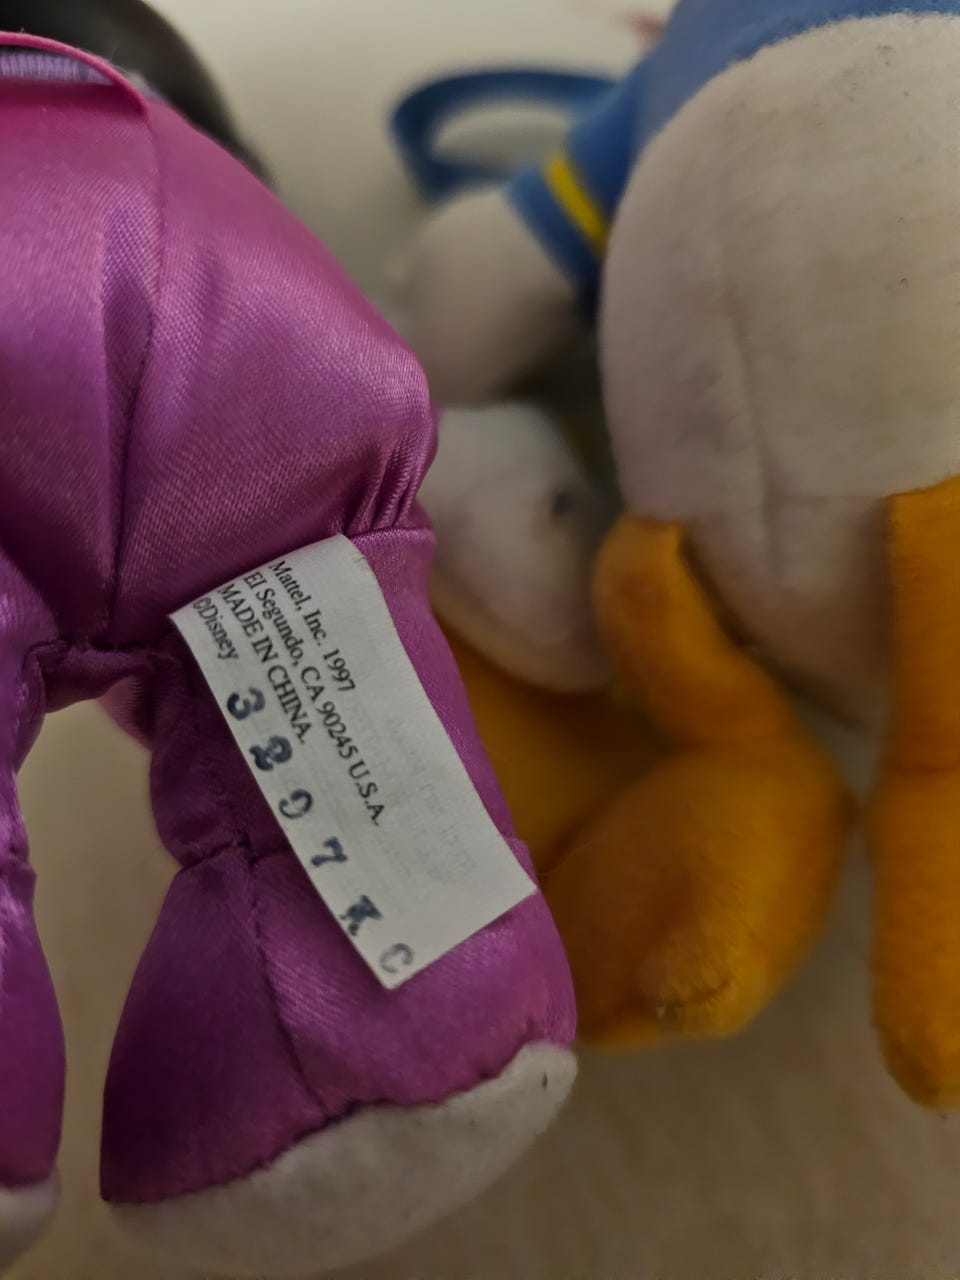 Mattel, Inc. 1997
El Segundo, CA 90245 U.S.A.
MADE IN CHINA.
©Disney
3207KC